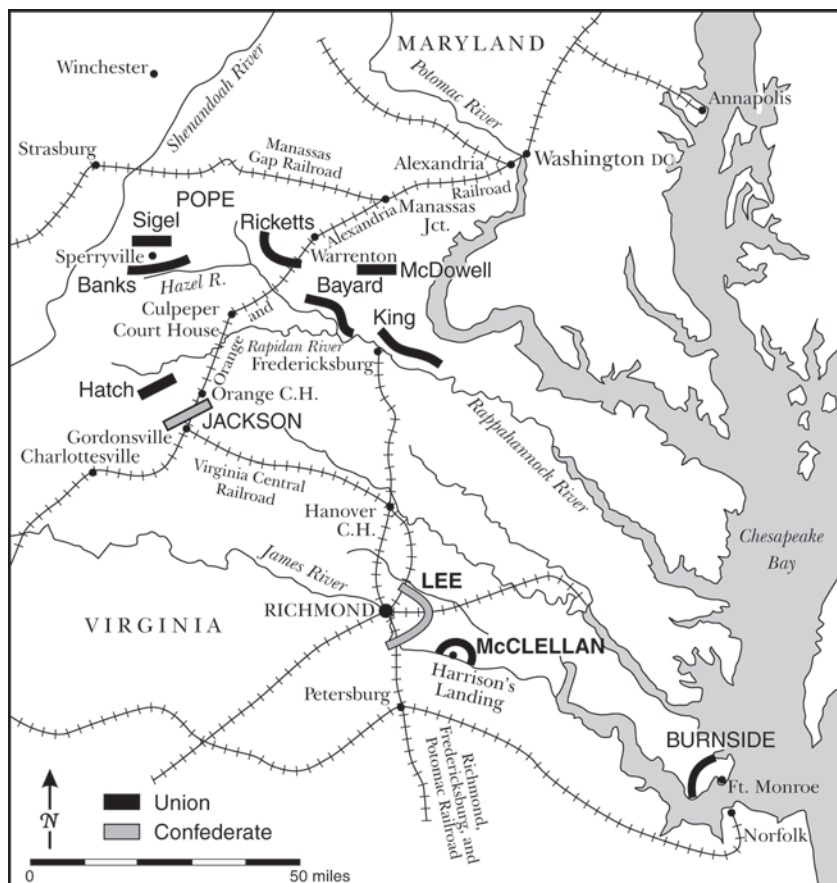 MARYLAND
Winchester
Shenandoah River
Potomac River
Annapolis
Strasburg
Manassas
Gap Railroad
Alexandria
Washington DC
POPE
Sigel
Ricketts
Alexandria
Railroad
Manassas
Jct.
Sperryville
Warrenton
McDowell
Banks
Hazel R.
Bayard
Culpeper
Court House
and
King
Rapidan River
Fredericksburg
Orange
Hatch
Orange C.H.
JACKSON
Gordonsville
Charlottesville
Rappahannock River
Virginia Central
Railroad
Hanover
C.H.
Chesapeake
Bay
James River
LEE
RICHMOND
VIRGINIA
McCLELLAN
Harrison's
Landing
Petersburg
BURNSIDE
Richmond,
Fredericksburg, and
Potomac Railroad
Ft. Monroe
Norfolk
N
Union
Confederate
0
50 miles